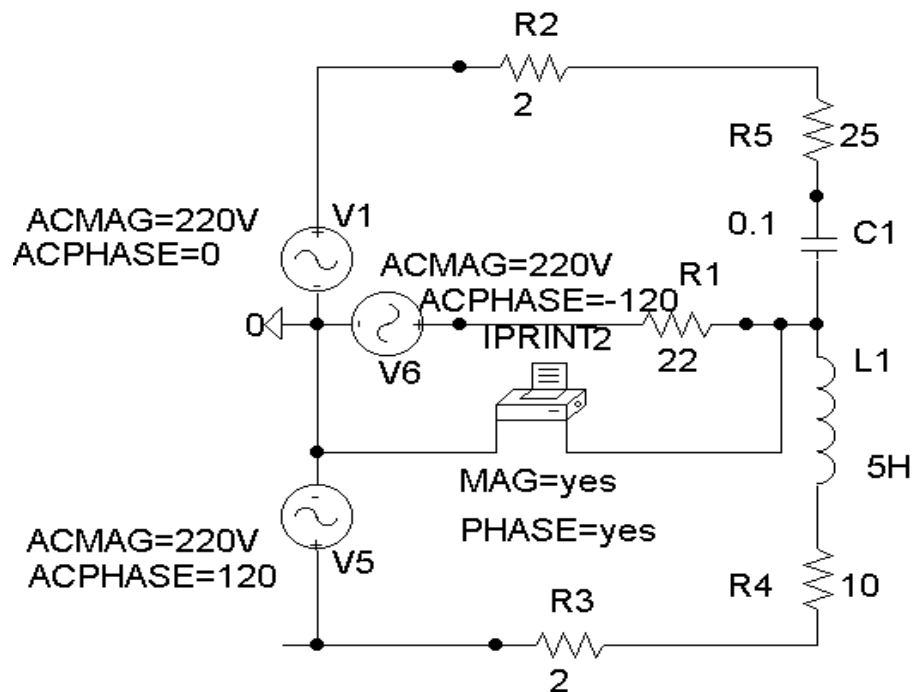 R2
2
R5
25
0.1
C1
ACMAG=220V
ACPHASE=0
V1
ACMAG=220V
ACPHASE=-120
R1
0
IPRINT2
22
V6
L1
5H
MAG=yes
PHASE=yes
ACMAG=220V
ACPHASE=120
V5
R4
10
R3
2